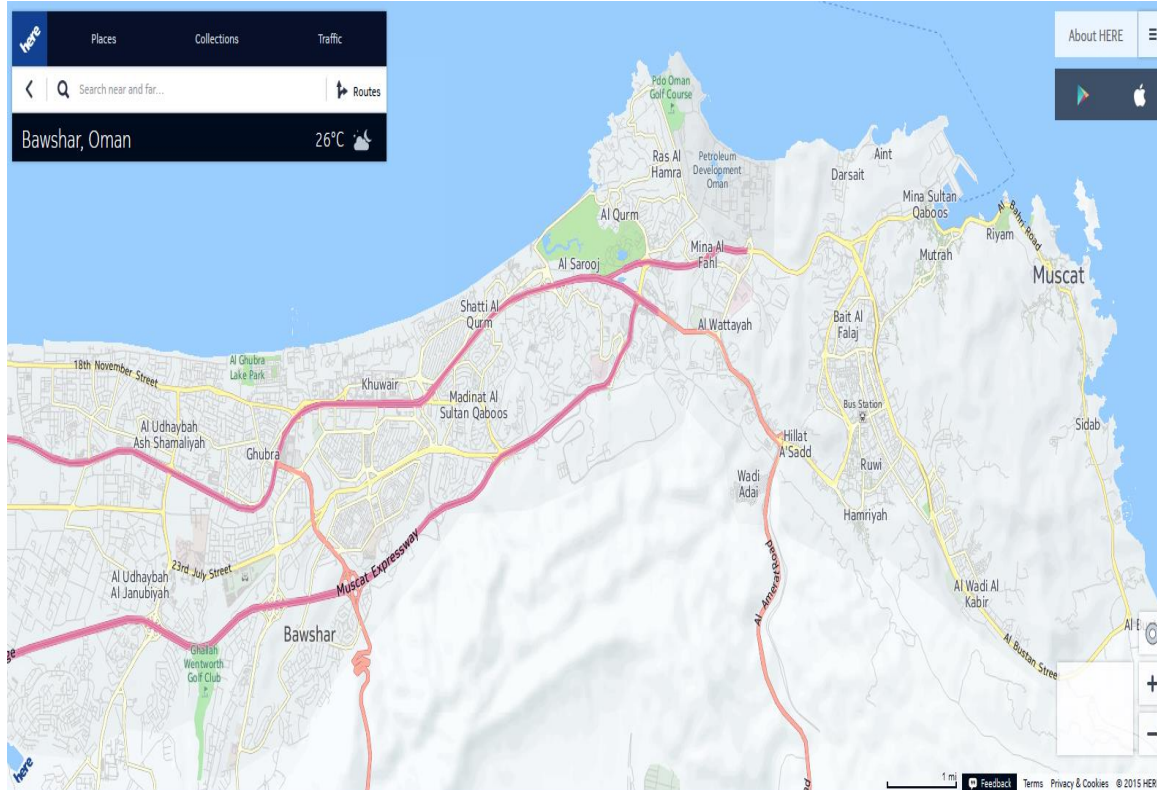 here
Places
Collections
Traffic
Search near and far...
Routes
Bawshar, Oman
26°C
About HERE
Pdo Oman
Golf Course
Ras Al
Hamra
Petroleum
Development
Oman
Aint
Darsait
Mina Sultan
Qaboos
Al Bahri Road
Riyam
Al Qurm
Mina Al
Fahl
Mutrah
Muscat
Al Sarooj
Shatti Al
Qurm
Al Wattayah
Bait Al
Falaj
18th November Street
Al Ghubra
Lake Park
Khuwair
Madinat Al
Sultan Qaboos
Bus Station
Al Udhaybah
Ash Shamaliyah
Ghubra
Hillat
A'Sadd
Sidab
Wadi
Adai
Ruwi
Hamriyah
23rd July Street
Muscat Expressway
Al Amerat Road
Al Udhaybah
Al Janubiyah
Al Wadi Al
Kabir
Bawshar
Al Bustan Street
Ghallah
Wentworth
Golf Club
here
1 mi
Feedback
Terms
Privacy & Cookies
© 2015 HERE